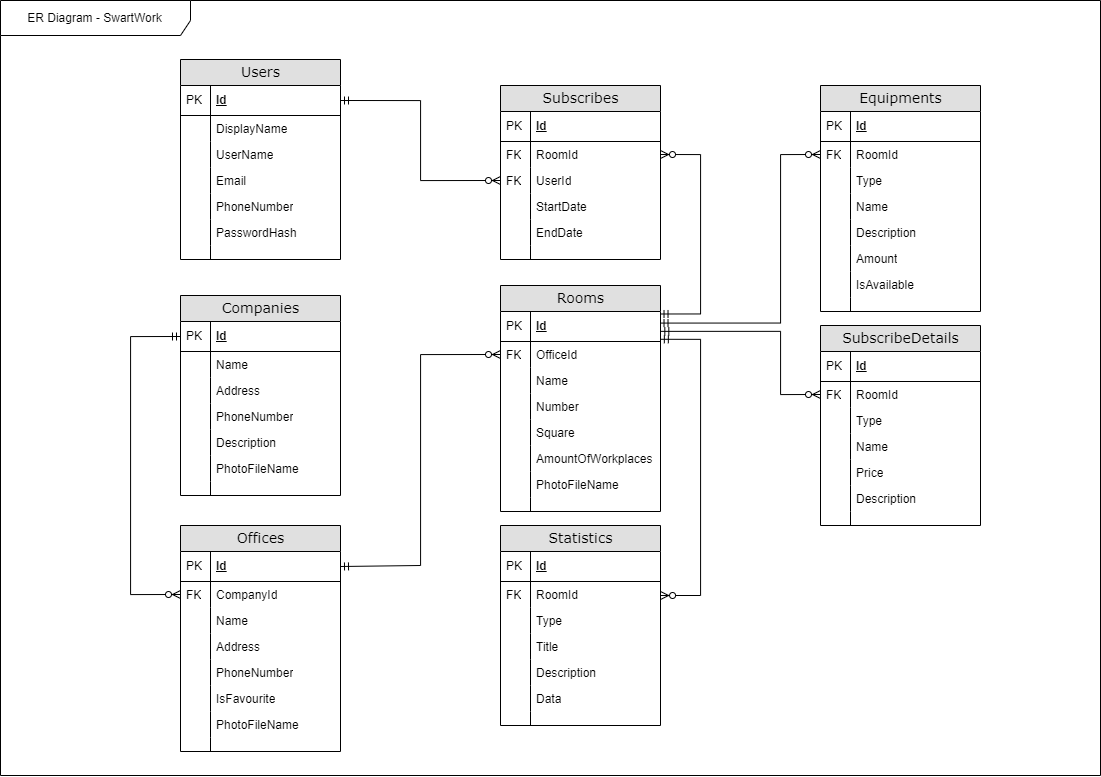 ER Diagram - SwartWork
Users
PK Id
DisplayName
UserName
Email
PhoneNumber
PasswordHash
Companies
PK Id
Name
Address
PhoneNumber
Description
PhotoFileName
Offices
PK Id
FK CompanyId
Name
Address
PhoneNumber
IsFavourite
PhotoFileName
Subscribes
PK Id
FK RoomId
FK UserId
StartDate
EndDate
Rooms
PK Id
FK OfficeId
Name
Number
Square
AmountOfWorkplaces
PhotoFileName
Statistics
PK Id
FK RoomId
Type
Title
Description
Data
Equipments
PK Id
FK RoomId
Type
Name
Description
Amount
IsAvailable
SubscribeDetails
PK Id
FK RoomId
Type
Name
Price
Description